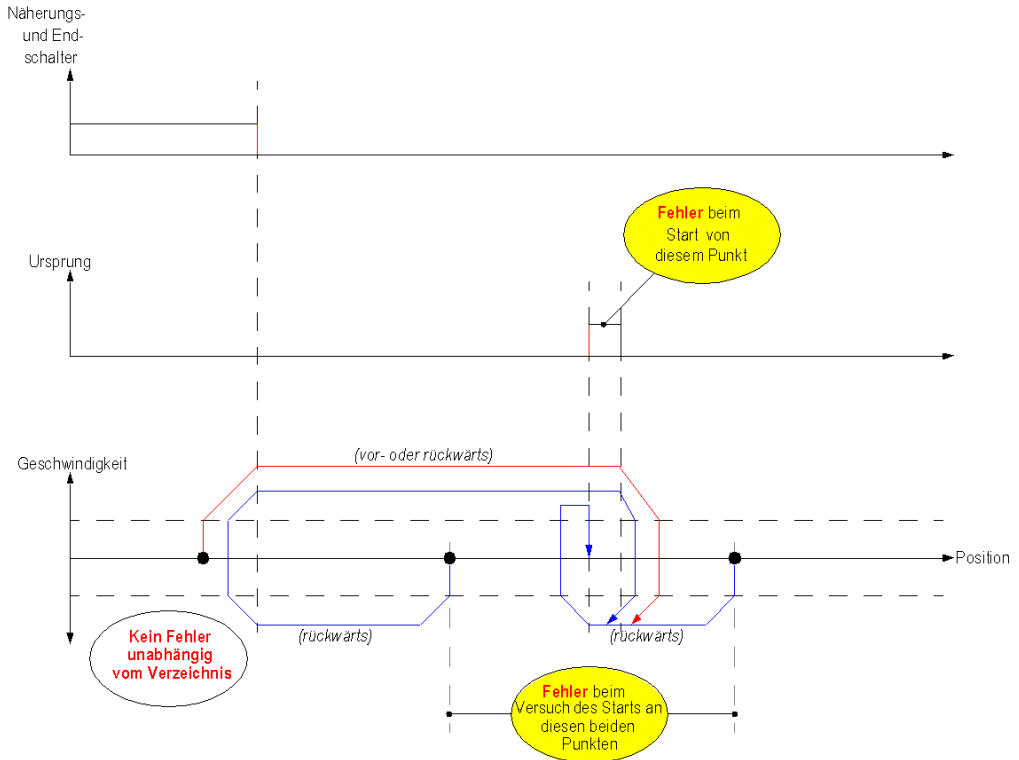 Näherungs-
und End-
schalter
Fehler beim
Start von
diesem Punkt
Ursprung
(vor- oder rückwärts)
Geschwindigkeit
Position
(rückwärts)
(rückwärts)
Kein Fehler
unabhängig
vom Verzeichnis
Fehler beim
Versuch des Starts an
diesen beiden
Punkten